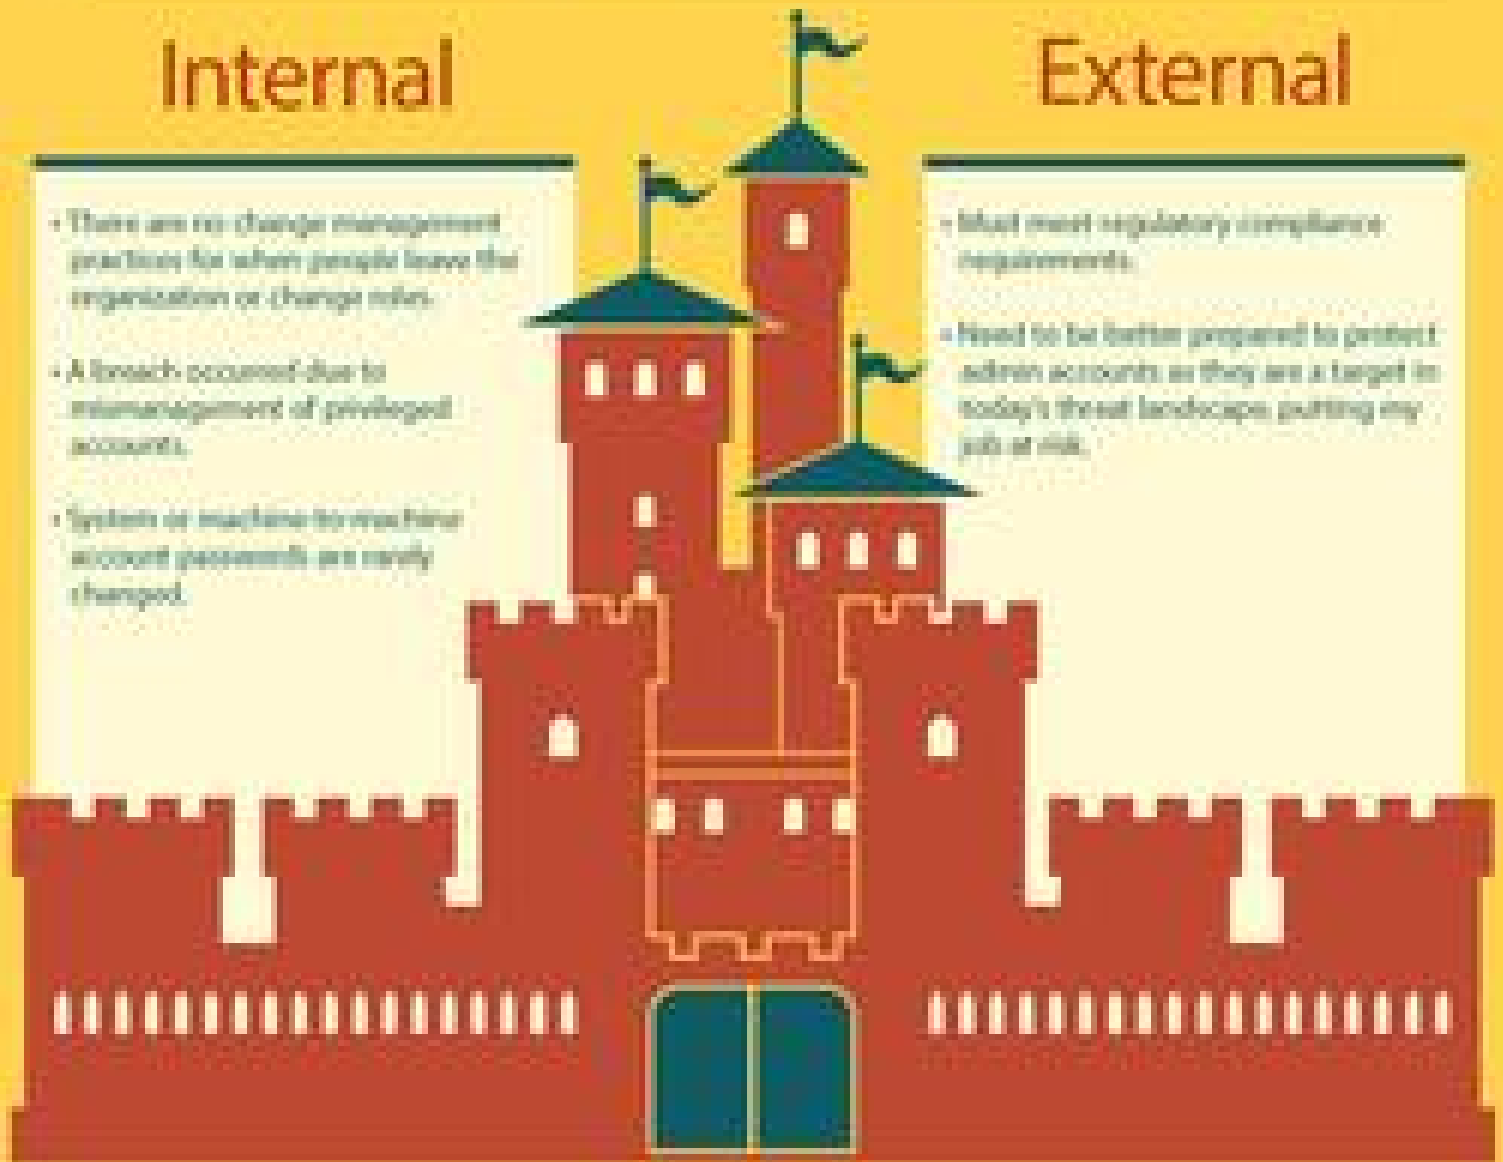 Internal
• There are no change management
practices for when people leave the
organization or change roles.
• A breach occurred due to
mismanagement of privileged
accounts.
• System or machine-to-machine
account passwords are rarely
changed.
External
• Must meet regulatory compliance
requirements.
• Need to be better prepared to protect
admin accounts as they are a target in
today's threat landscape, putting my
job at risk.